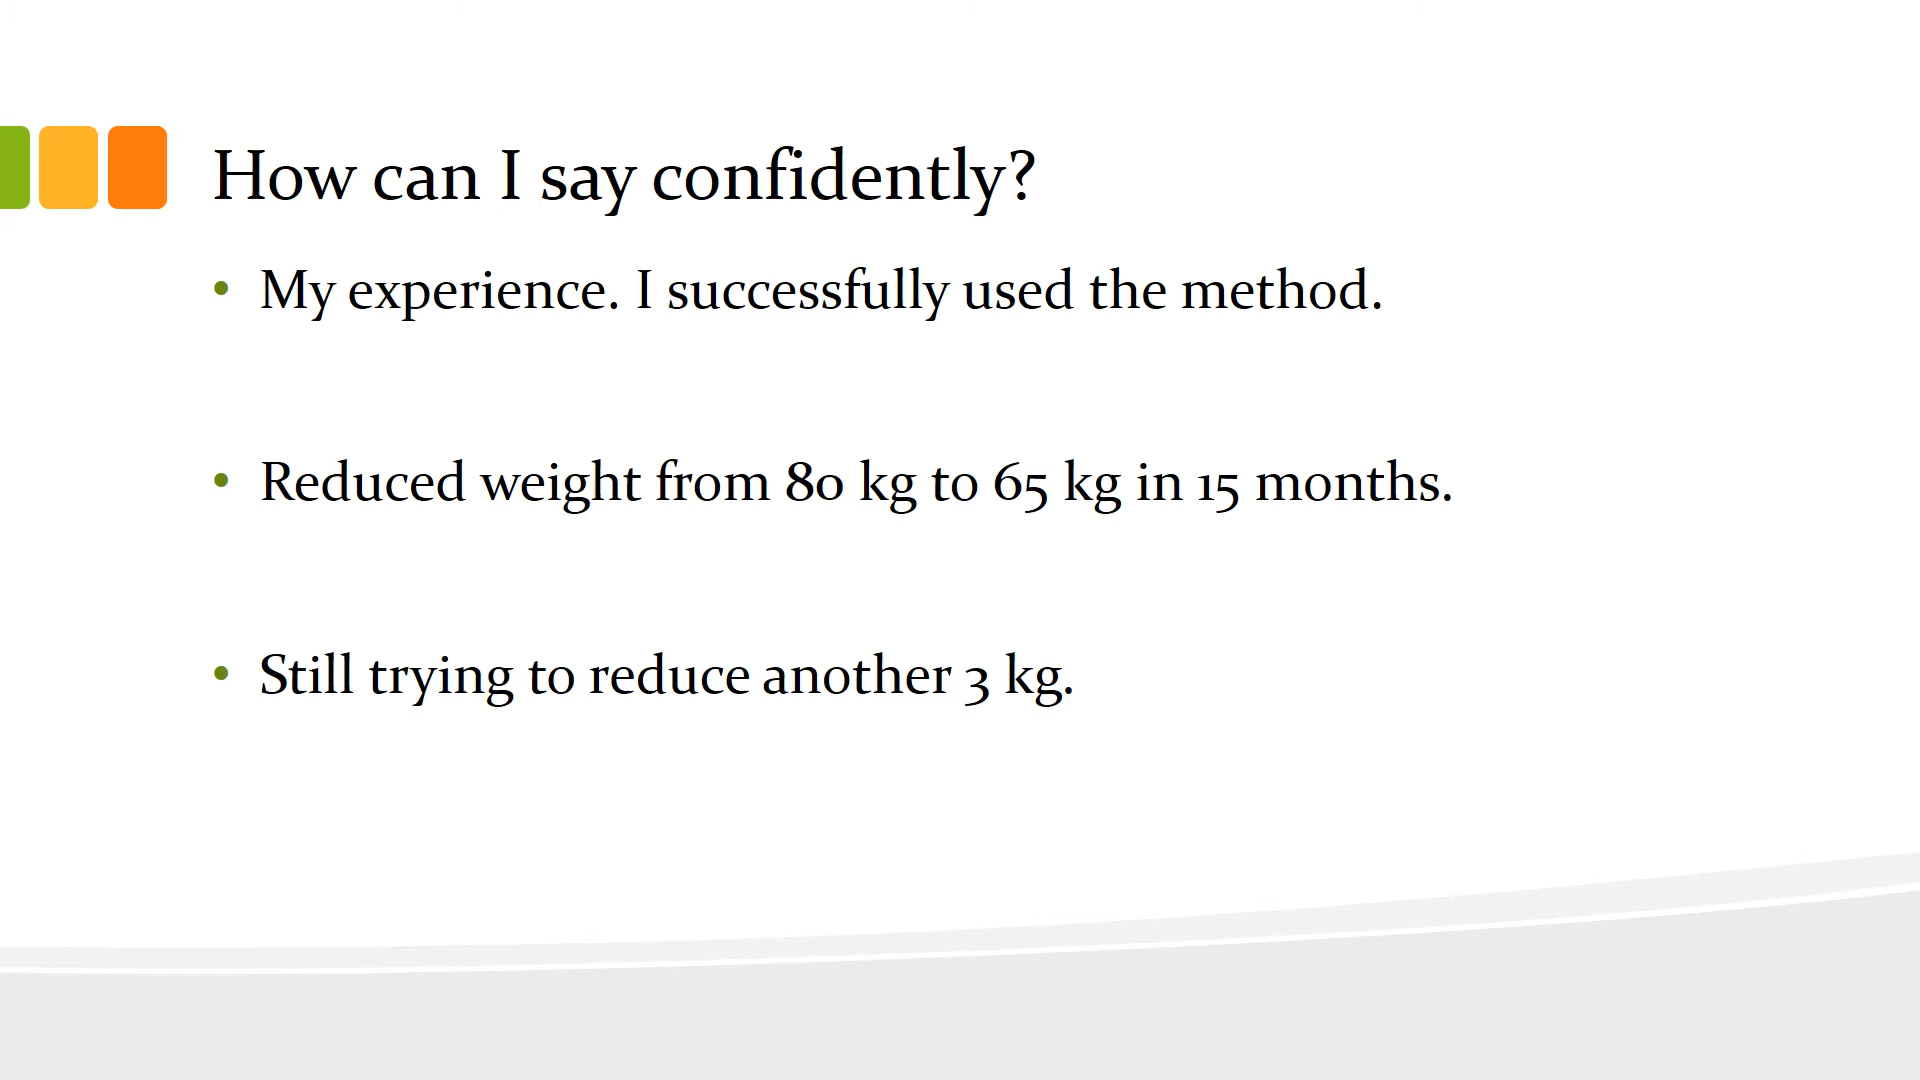 How can I say confidently?
• My experience. I successfully used the method.
• Reduced weight from 80 kg to 65 kg in 15 months.
• Still trying to reduce another 3 kg.